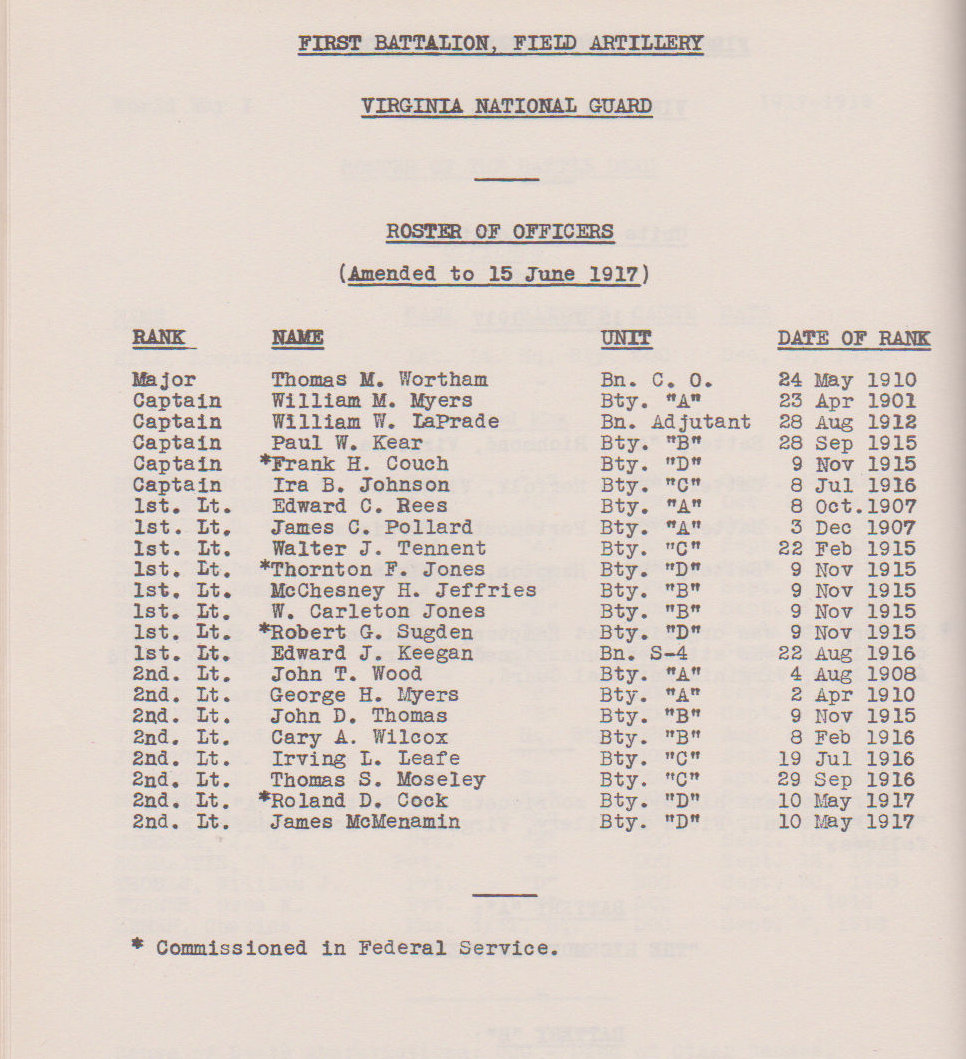 FIRST BATTALION, FIELD ARTILLERY
VIRGINIA NATIONAL GUARD
ROSTER OF OFFICERS
(Amended to 15 June 1917)
RANK NAME UNIT DATE OF RANK
Major Thomas M. Wortham Bn. C. O. 24 May 1910
Captain William M. Myers Bty. "A" 23 Apr 1901
Captain William W. LaPrade Bn. Adjutant 28 Aug 1912
Captain Paul W. Kear Bty. "B" 28 Sep 1915
Captain *Frank H. Couch Bty. "D" 9 Nov 1915
Captain Ira B. Johnson Bty. "C" 8 Jul 1916
1st. Lt. Edward C. Rees Bty. "A" 8 Oct.1907
1st. Lt. James C. Pollard Bty. "A" 3 Dec 1907
1st. Lt. Walter J. Tennent Bty. "C" 22 Feb 1915
1st. Lt. *Thornton F. Jones Bty. "D" 9 Nov 1915
1st. Lt. McChesney H. Jeffries Bty. "B" 9 Nov 1915
1st. Lt. W. Carleton Jones Bty. "B" 9 Nov 1915
1st. Lt. *Robert G. Sugden Bty. "D" 9 Nov 1915
1st. Lt. Edward J. Keegan Bn. S-4 22 Aug 1916
2nd. Lt. John T. Wood Bty. "A" 4 Aug 1908
2nd. Lt. George H. Myers Bty. "A" 2 Apr 1910
2nd. Lt. John D. Thomas Bty. "B" 9 Nov 1915
2nd. Lt. Cary A. Wilcox Bty. "B" 8 Feb 1916
2nd. Lt. Irving L. Leafe Bty. "C" 19 Jul 1916
2nd. Lt. Thomas S. Moseley Bty. "C" 29 Sep 1916
2nd. Lt. *Roland D. Cock Bty. "D" 10 May 1917
2nd. Lt. James McMenamin Bty. "D" 10 May 1917
* Commissioned in Federal Service.